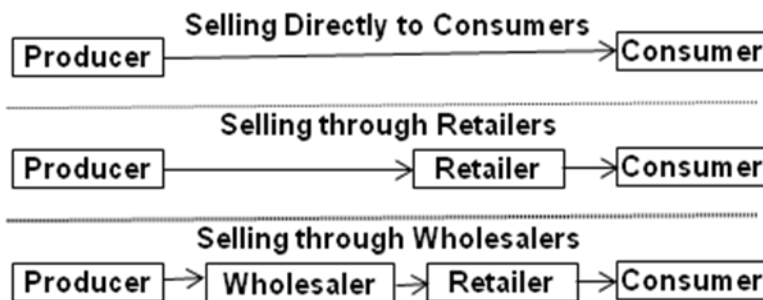 Selling Directly to Consumers
Producer Consumer
Selling through Retailers
Producer Retailer Consumer
Selling through Wholesalers
Producer Wholesaler Retailer Consumer